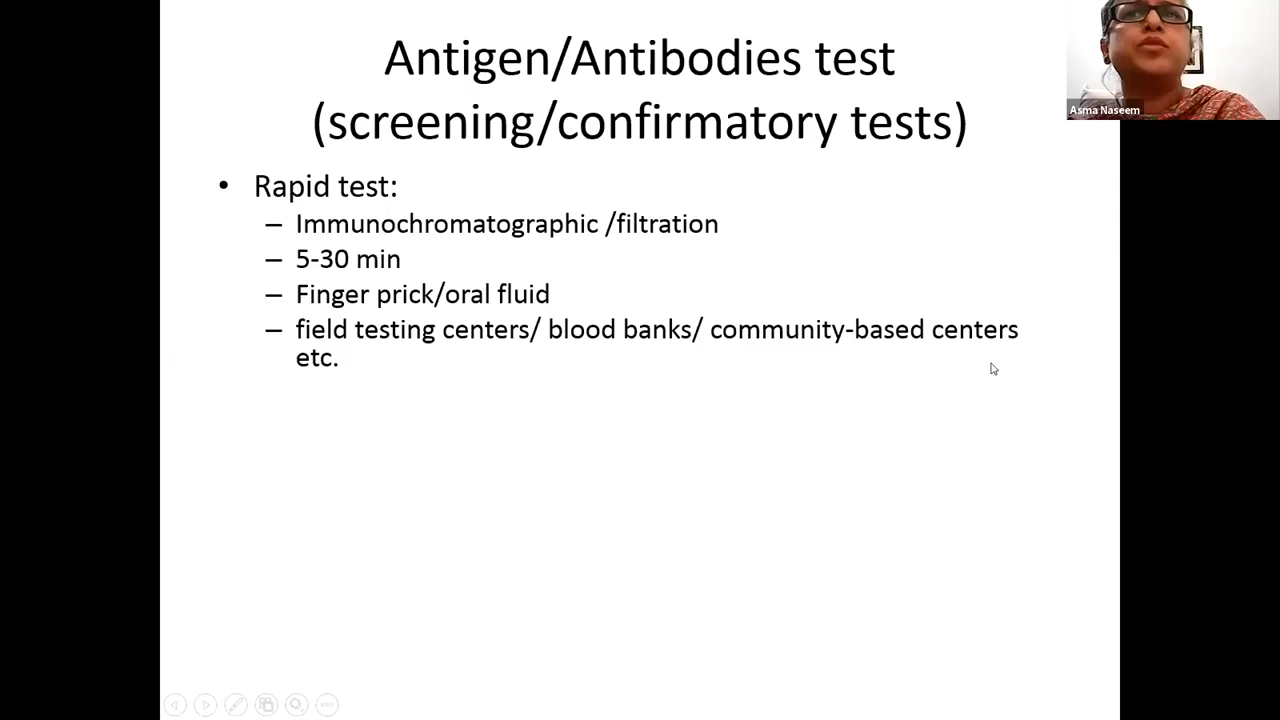 Antigen/Antibodies test
(screening/confirmatory tests)
Asma Naseem
• Rapid test:
– Immunochromatographic /filtration
– 5-30 min
– Finger prick/oral fluid
– field testing centers/ blood banks/ community-based centers
etc.